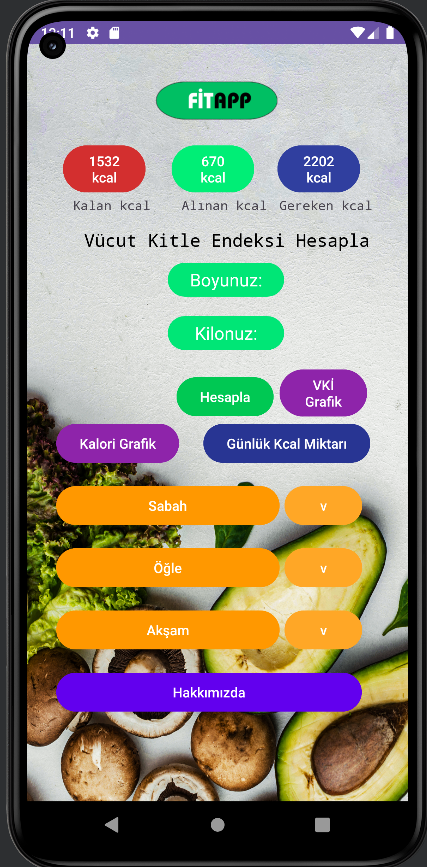 12:11
FİTAPP
1532
kcal
670
kcal
2202
kcal
Kalan kcal
Alınan kcal
Gereken kcal
Vücut Kitle Endeksi Hesapla
Boyunuz:
Kilonuz:
Hesapla
VKİ
Grafik
Kalori Grafik
Günlük Kcal Miktarı
Sabah
v
Öğle
v
Akşam
v
Hakkımızda